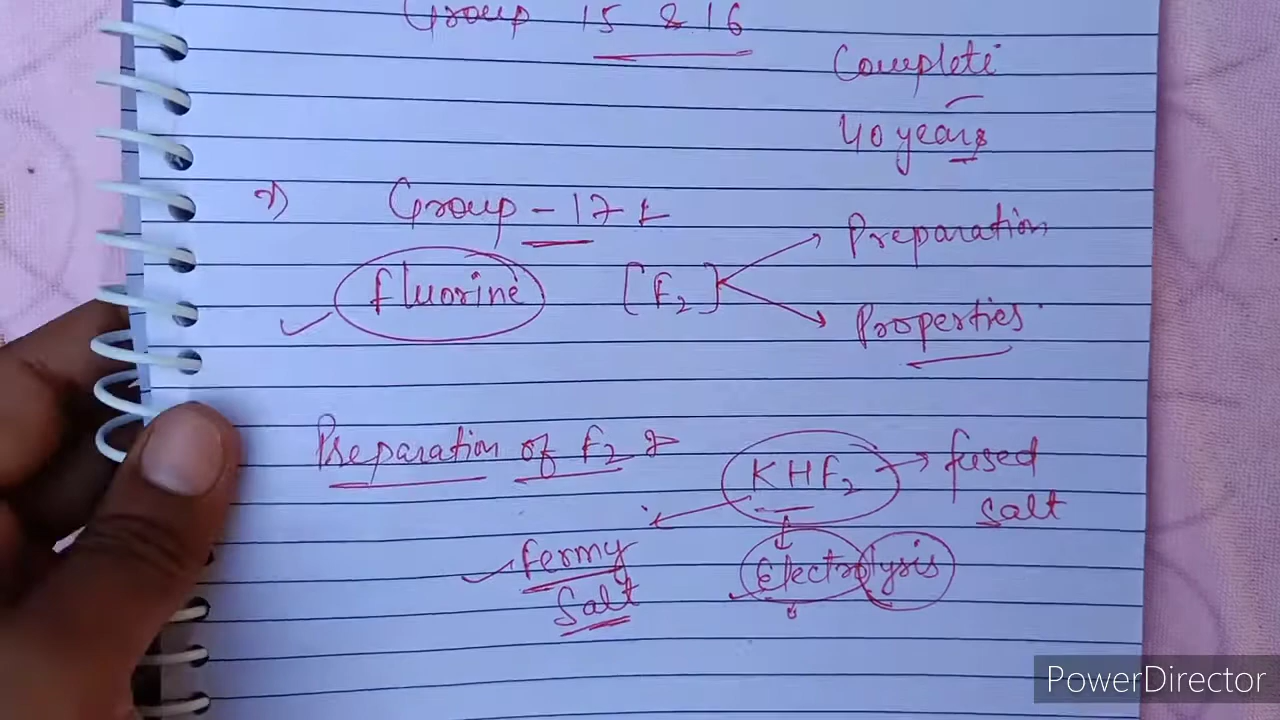 Group 15 & 16
Complete
40 years
Group - 17
Fluorine [F₂]
Preparation
Properties
Preparation of F₂
KHF₂
fused
salt
Fermy
Salt
Electrolysis
PowerDirector